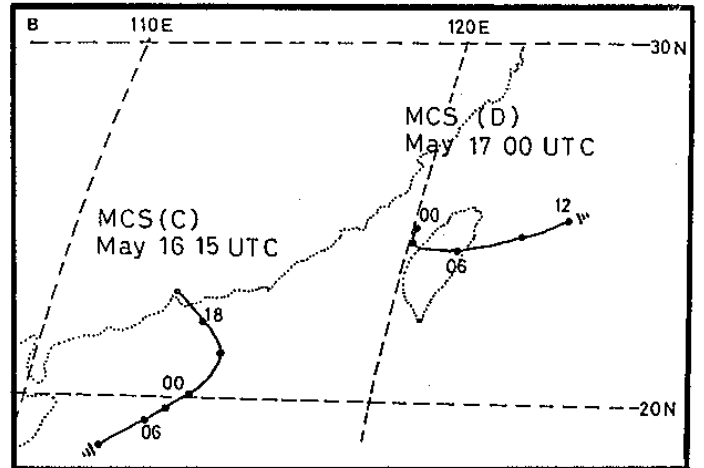 B
110E
120E
30N
MCS (D)
May 17 00 UTC
MCS(C)
May 16 15 UTC
00
12
06
18
00
06
20N